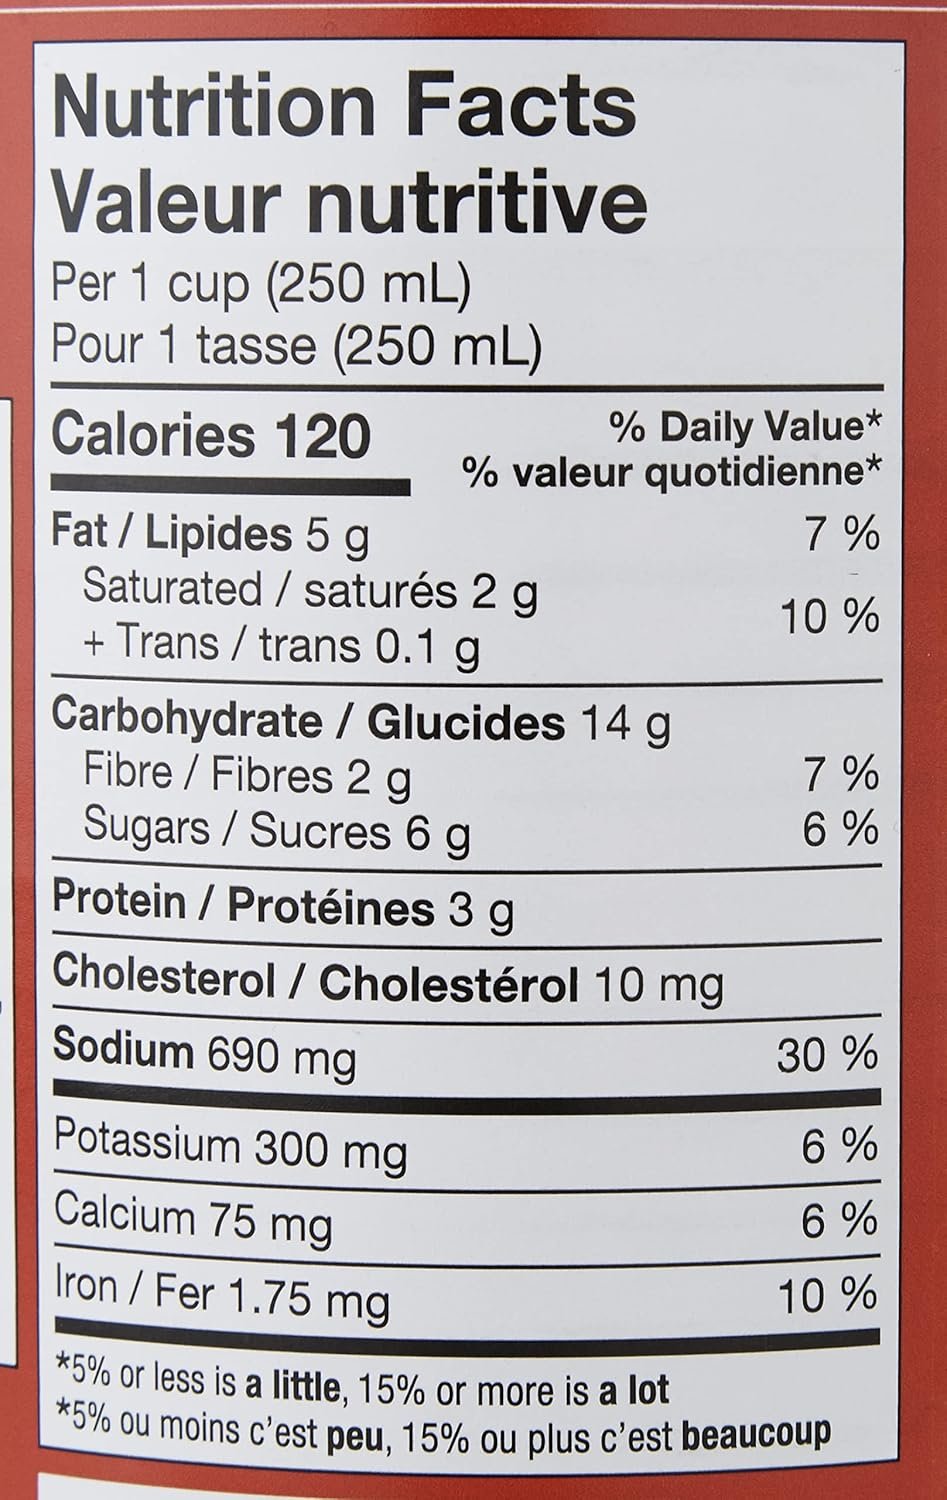 Nutrition Facts
Valeur nutritive
Per 1 cup (250 mL)
Pour 1 tasse (250 mL)
Calories 120
% Daily Value*
% valeur quotidienne*
Fat / Lipides 5 g 7 %
Saturated / saturés 2 g
+ Trans / trans 0.1 g 10 %
Carbohydrate / Glucides 14 g
Fibre / Fibres 2 g 7 %
Sugars / Sucres 6 g 6 %
Protein / Protéines 3 g
Cholesterol / Cholestérol 10 mg
Sodium 690 mg 30 %
Potassium 300 mg 6 %
Calcium 75 mg 6 %
Iron / Fer 1.75 mg 10 %
*5% or less is a little, 15% or more is a lot
*5% ou moins c'est peu, 15% ou plus c'est beaucoup